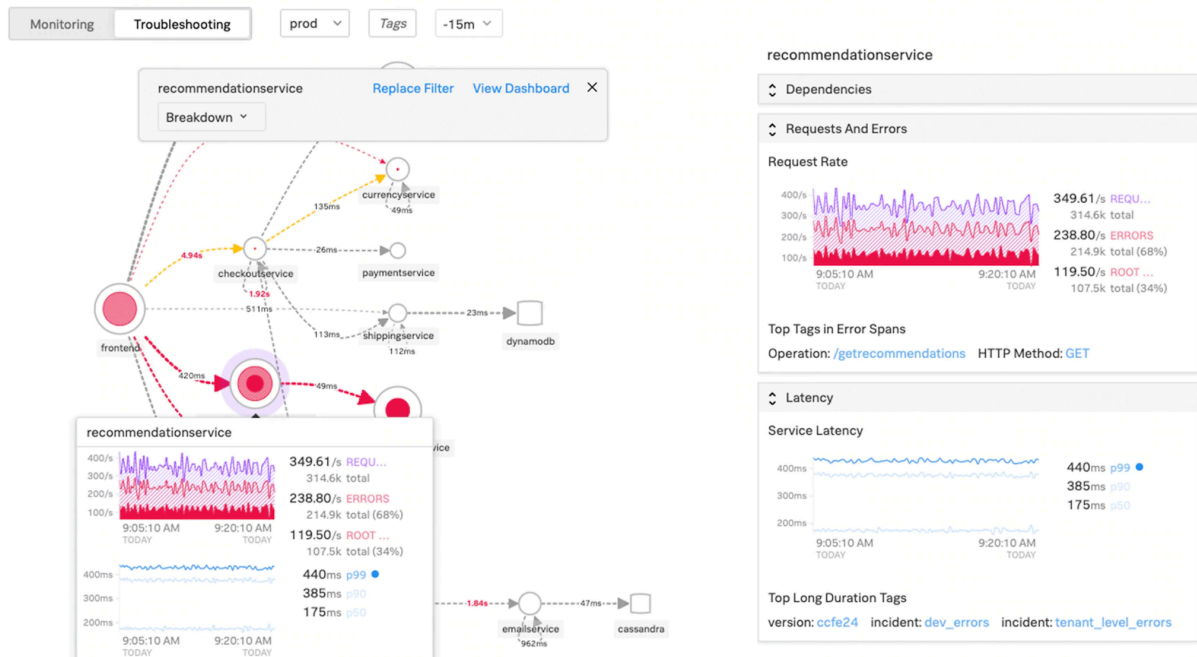 Monitoring
Troubleshooting
prod
Tags
-15m
recommendationservice
Replace Filter
View Dashboard
Breakdown
currencyservice
49ms
135ms
4.94s
26ms
checkoutservice
paymentservice
1.92s
511ms
23ms
113ms
shippingservice
112ms
dynamodb
frontend
420ms
49ms
vice
recommendationservice
400/s
300/s
200/s
100/s
9:05:10 AM
TODAY
9:20:10 AM
TODAY
349.61/s REQU...
314.6k total
238.80/s ERRORS
214.9k total (68%)
119.50/s ROOT ...
107.5k total (34%)
400ms
300ms
200ms
9:05:10 AM
TODAY
9:20:10 AM
TODAY
440ms p99
385ms p90
175ms p50
1.84s
47ms
emailservice
962ms
cassandra
recommendationservice
Dependencies
Requests And Errors
Request Rate
400/s
300/s
200/s
100/s
9:05:10 AM
TODAY
9:20:10 AM
TODAY
349.61/s REQU...
314.6k total
238.80/s ERRORS
214.9k total (68%)
119.50/s ROOT ...
107.5k total (34%)
Top Tags in Error Spans
Operation: /getrecommendations HTTP Method: GET
Latency
Service Latency
400ms
300ms
200ms
9:05:10 AM
TODAY
9:20:10 AM
TODAY
440ms p99
385ms p90
175ms p50
Top Long Duration Tags
version: ccfe24 incident: dev_errors incident: tenant_level_errors